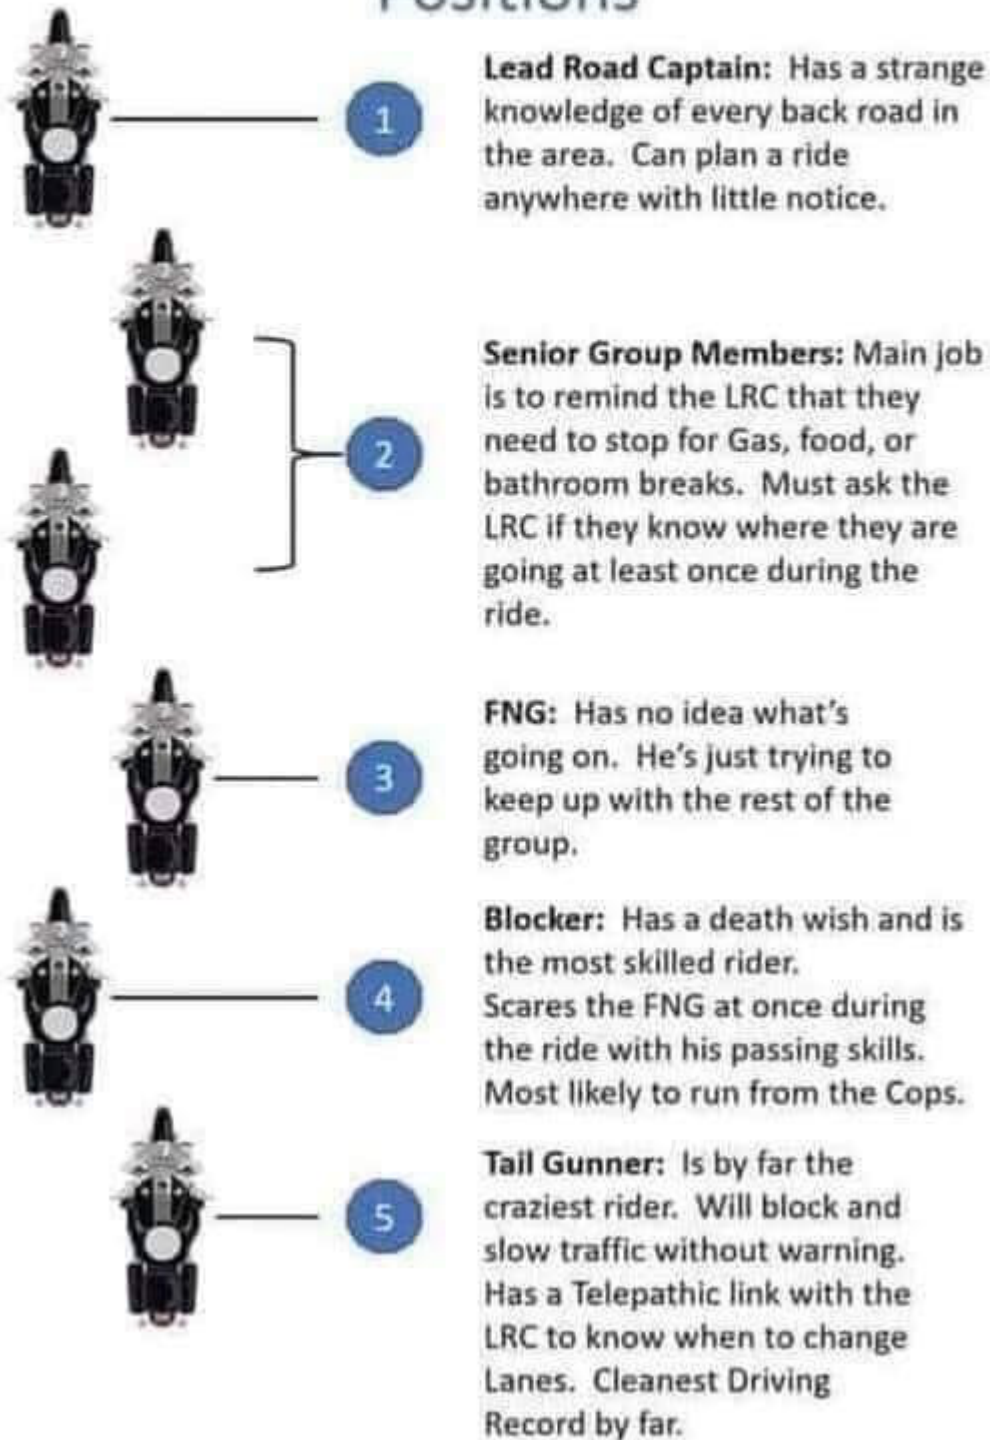 Positions
1
Lead Road Captain: Has a strange
knowledge of every back road in
the area. Can plan a ride
anywhere with little notice.
2
Senior Group Members: Main job
is to remind the LRC that they
need to stop for Gas, food, or
bathroom breaks. Must ask the
LRC if they know where they are
going at least once during the
ride.
3
FNG: Has no idea what's
going on. He's just trying to
keep up with the rest of the
group.
4
Blocker: Has a death wish and is
the most skilled rider.
Scares the FNG at once during
the ride with his passing skills.
Most likely to run from the Cops.
5
Tail Gunner: Is by far the
craziest rider. Will block and
slow traffic without warning.
Has a Telepathic link with the
LRC to know when to change
Lanes. Cleanest Driving
Record by far.